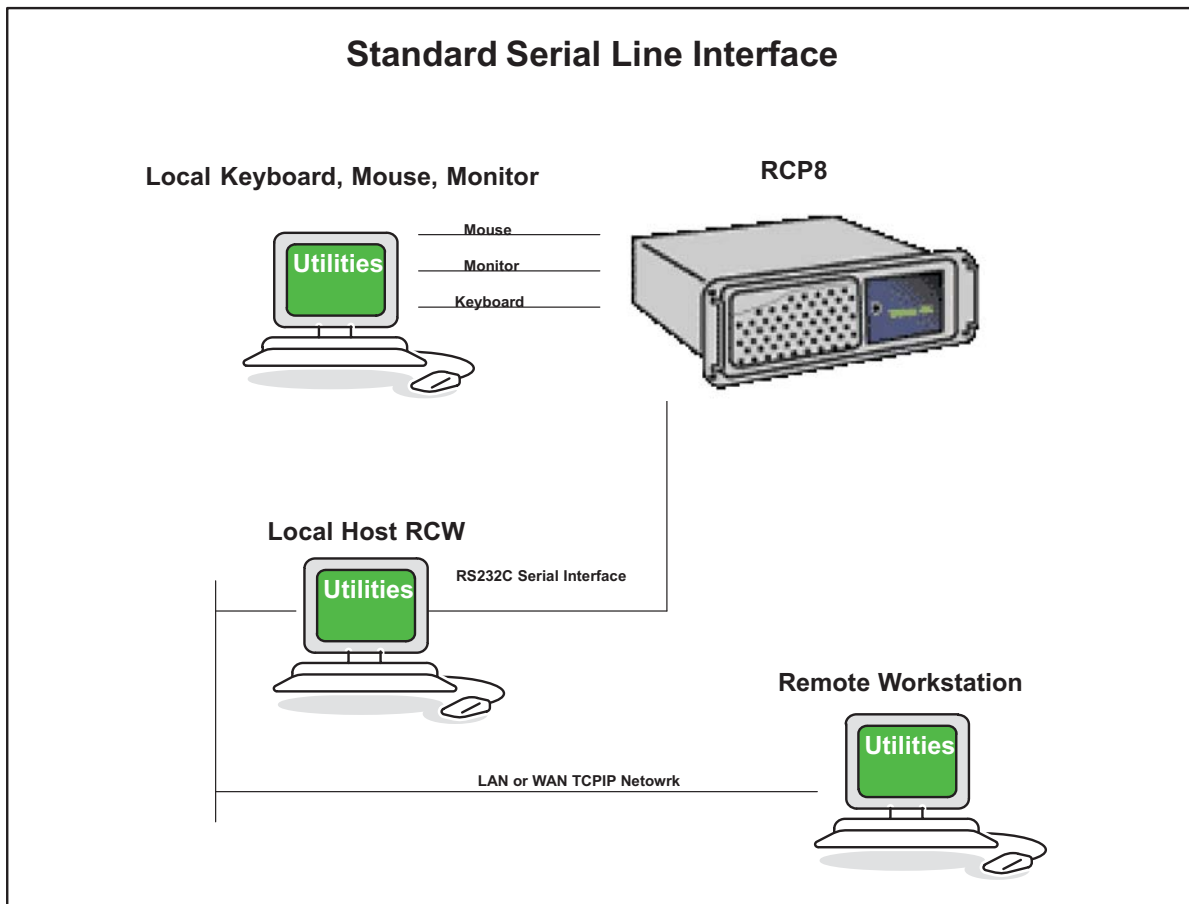 Standard Serial Line Interface
Local Keyboard, Mouse, Monitor
RCP8
Mouse
Utilities
Monitor
Keyboard
Local Host RCW
RS232C Serial Interface
Utilities
Remote Workstation
Utilities
LAN or WAN TCPIP Netowrk